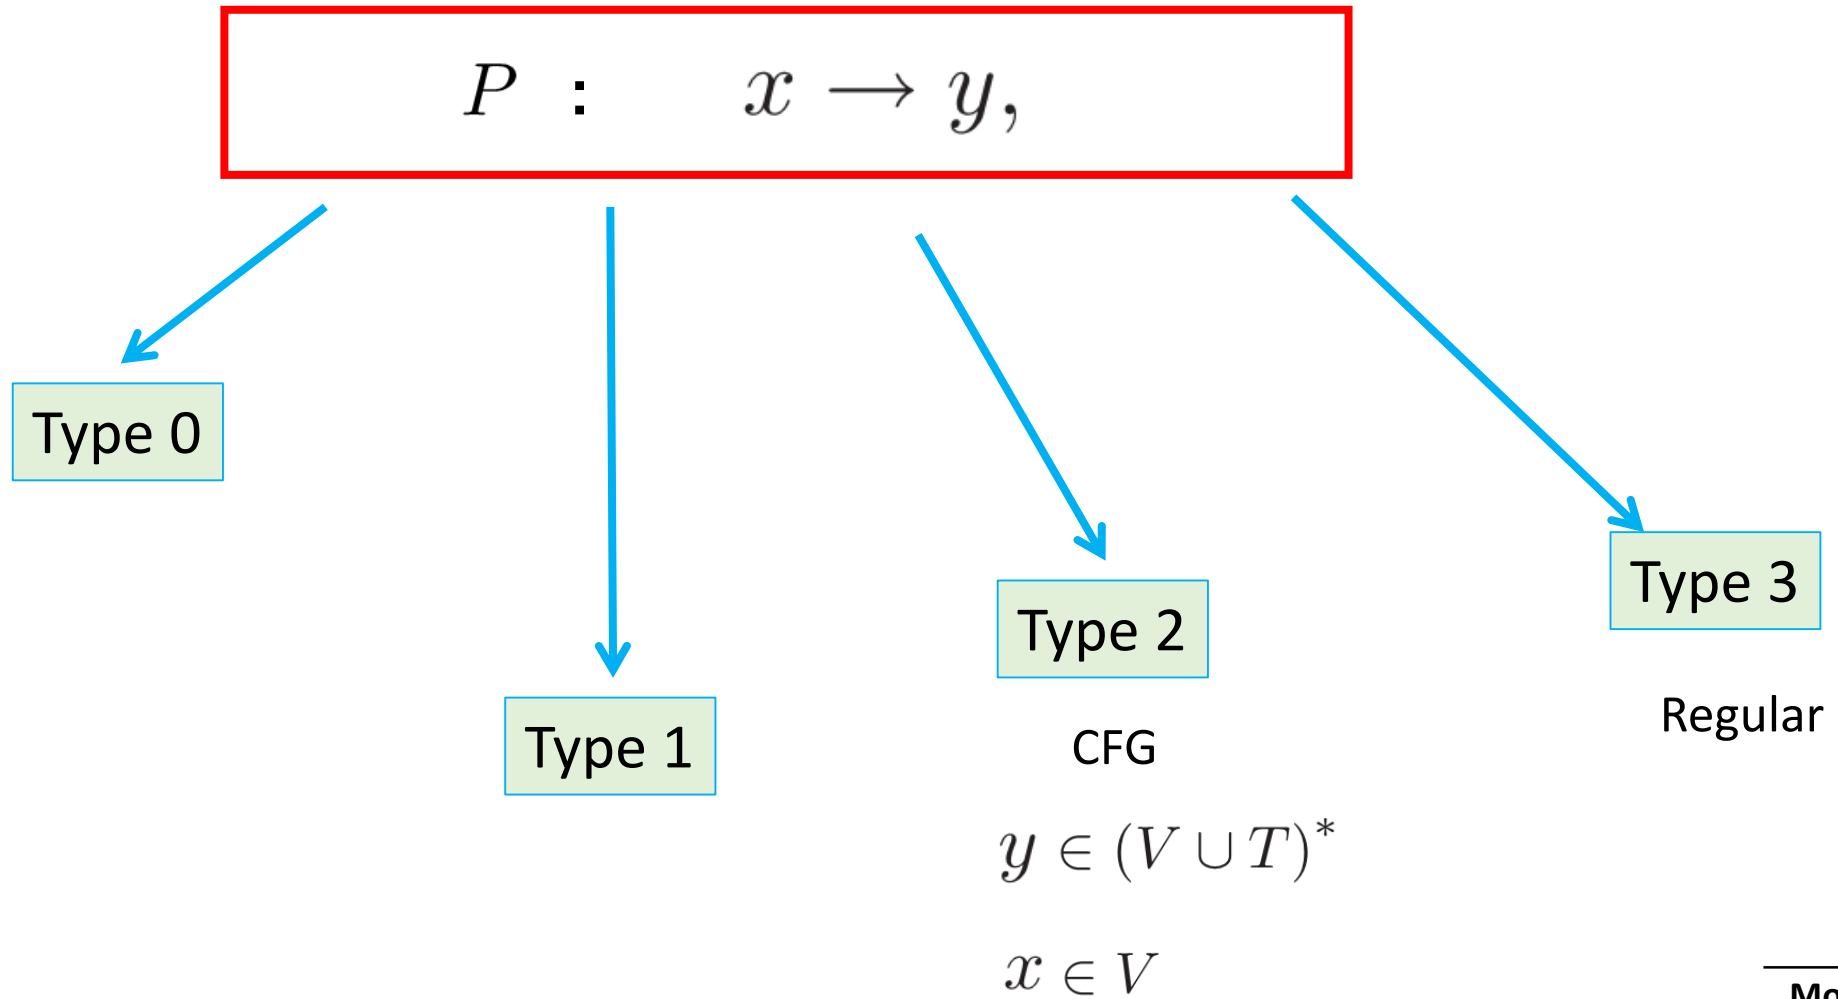 P : x → y,
Type 0
Type 1
Type 2
CFG
y ∈ (V ∪ T)*
x ∈ V
Type 3
Regular